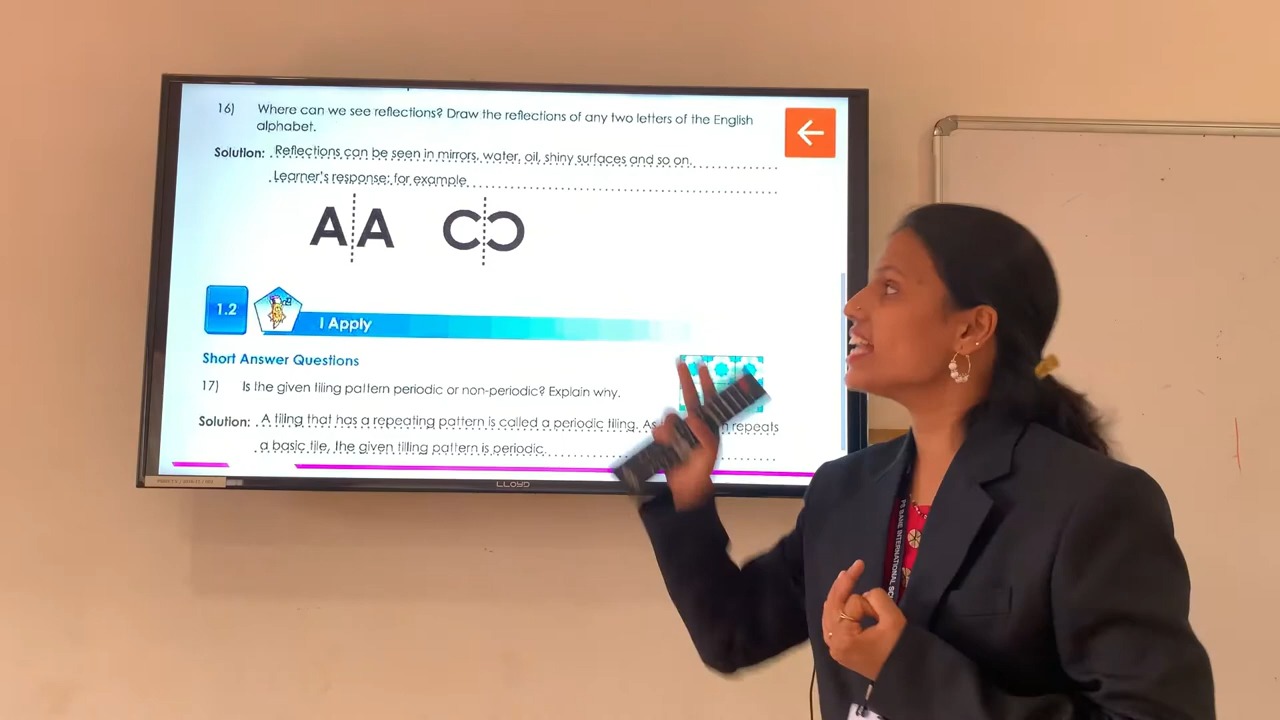 16) Where can we see reflections? Draw the reflections of any two letters of the English
alphabet.
Solution: Reflections can be seen in mirrors, water, oil, shiny surfaces and so on.
Learner's response; for example
A A C Ɔ
1.2 I Apply
Short Answer Questions
17) Is the given tiling pattern periodic or non-periodic? Explain why.
Solution: A tiling that has a repeating pattern is called a periodic tiling. As repeats
a basic tile, the given tilling pattern is periodic.
LLOYD
INTERNATIONAL